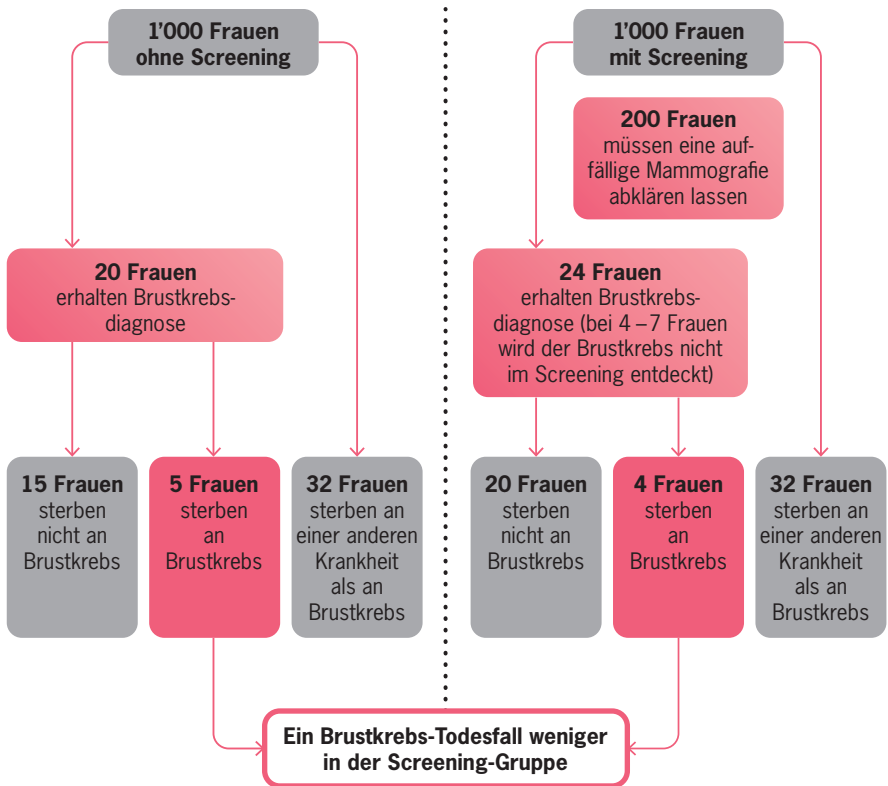 1’000 Frauen
ohne Screening
20 Frauen
erhalten Brustkrebs-
diagnose
15 Frauen
sterben
nicht an
Brustkrebs
5 Frauen
sterben
an
Brustkrebs
32 Frauen
sterben an
einer anderen
Krankheit
als an
Brustkrebs
1’000 Frauen
mit Screening
200 Frauen
müssen eine auf-
fällige Mammografie
abklären lassen
24 Frauen
erhalten Brustkrebs-
diagnose (bei 4 – 7 Frauen
wird der Brustkrebs nicht
im Screening entdeckt)
20 Frauen
sterben
nicht an
Brustkrebs
4 Frauen
sterben
an
Brustkrebs
32 Frauen
sterben an
einer anderen
Krankheit
als an
Brustkrebs
Ein Brustkrebs-Todesfall weniger
in der Screening-Gruppe